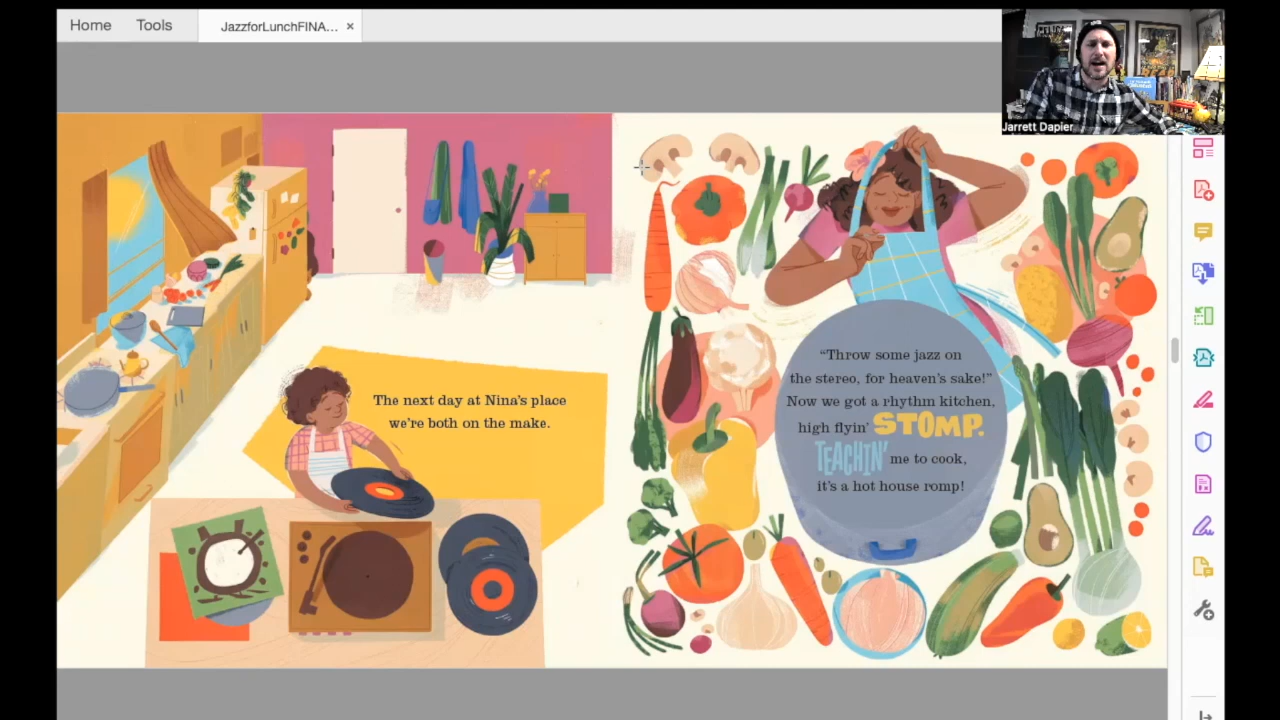 Home Tools JazzforLunchFINA... ×
Jarrett Dapier
The next day at Nina's place
we're both on the make.
“Throw some jazz on
the stereo, for heaven's sake!”
Now we got a rhythm kitchen,
high flyin' STOMP.
TEACHIN' me to cook,
it's a hot house romp!